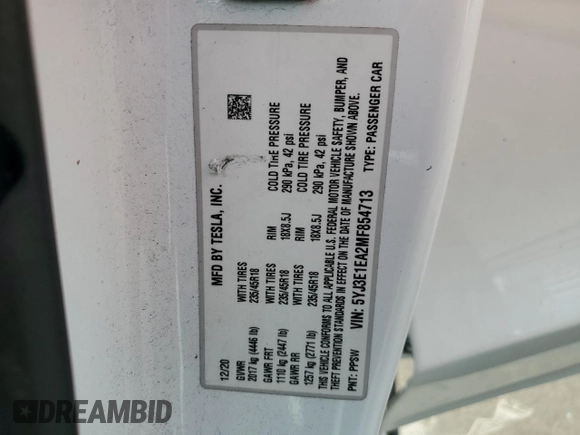 MFD BY TESLA, INC.
12/20
GVWR
2017 kg (4446 lb)
WITH TIRES
235/45R18
RIM
18X8.5J
COLD TIRE PRESSURE
290 kPa, 42 psi
GAWR FRT
1110 kg (2447 lb)
WITH TIRES
235/45R18
RIM
18X8.5J
COLD TIRE PRESSURE
290 kPa, 42 psi
GAWR RR
1257 kg (2771 lb)
WITH TIRES
235/45R18
RIM
18X8.5J
COLD TIRE PRESSURE
290 kPa, 42 psi
THIS VEHICLE CONFORMS TO ALL APPLICABLE U.S. FEDERAL MOTOR VEHICLE SAFETY, BUMPER, AND
THEFT PREVENTION STANDARDS IN EFFECT ON THE DATE OF MANUFACTURE SHOWN ABOVE.
PNT: PPSW VIN: 5YJ3E1EA2MF854713 TYPE: PASSENGER CAR
DREAMBID